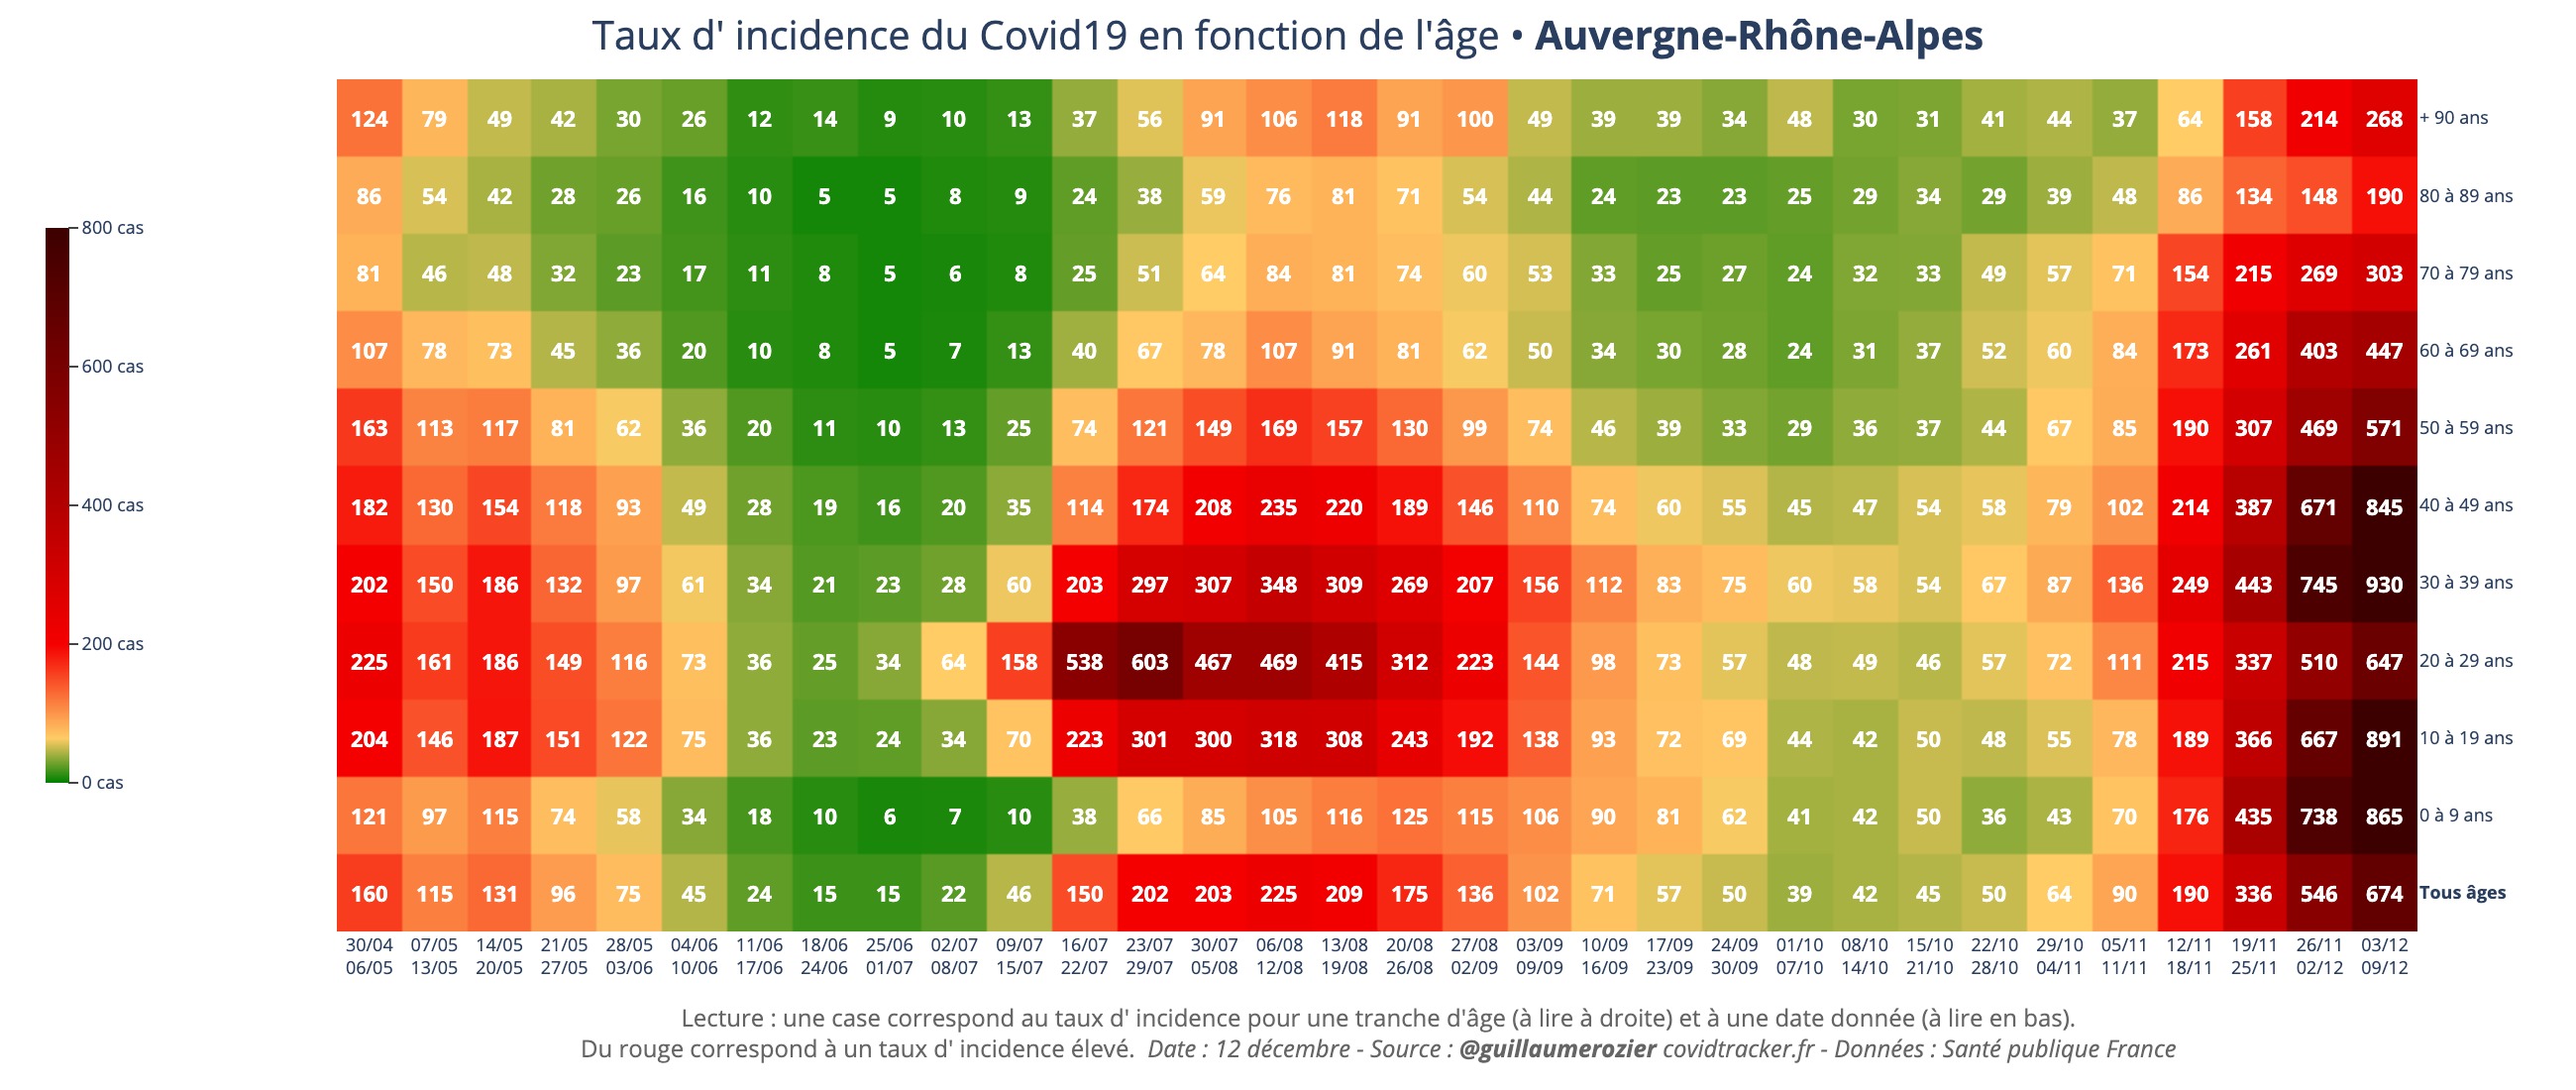 Taux d' incidence du Covid19 en fonction de l'âge • Auvergne-Rhône-Alpes
800 cas
600 cas
400 cas
200 cas
0 cas
124 79 49 42 30 26 12 14 9 10 13 37 56 91 106 118 91 100 49 39 39 34 48 30 31 41 44 37 64 158 214 268 + 90 ans
86 54 42 28 26 16 10 5 5 8 9 24 38 59 76 81 71 54 44 24 23 23 25 29 34 29 39 48 86 134 148 190 80 à 89 ans
81 46 48 32 23 17 11 8 5 6 8 25 51 64 84 81 74 60 53 33 25 27 24 32 33 49 57 71 154 215 269 303 70 à 79 ans
107 78 73 45 36 20 10 8 5 7 13 40 67 78 107 91 81 62 50 34 30 28 24 31 37 52 60 84 173 261 403 447 60 à 69 ans
163 113 117 81 62 36 20 11 10 13 25 74 121 149 169 157 130 99 74 46 39 33 29 36 37 44 67 85 190 307 469 571 50 à 59 ans
182 130 154 118 93 49 28 19 16 20 35 114 174 208 235 220 189 146 110 74 60 55 45 47 54 58 79 102 214 387 671 845 40 à 49 ans
202 150 186 132 97 61 34 21 23 28 60 203 297 307 348 309 269 207 156 112 83 75 60 58 54 67 87 136 249 443 745 930 30 à 39 ans
225 161 186 149 116 73 36 25 34 64 158 538 603 467 469 415 312 223 144 98 73 57 48 49 46 57 72 111 215 337 510 647 20 à 29 ans
204 146 187 151 122 75 36 23 24 34 70 223 301 300 318 308 243 192 138 93 72 69 44 42 50 48 55 78 189 366 667 891 10 à 19 ans
121 97 115 74 58 34 18 10 6 7 10 38 66 85 105 116 125 115 106 90 81 62 41 42 50 36 43 70 176 435 738 865 0 à 9 ans
160 115 131 96 75 45 24 15 15 22 46 150 202 203 225 209 175 136 102 71 57 50 39 42 45 50 64 90 190 336 546 674 Tous âges
30/04 07/05 14/05 21/05 28/05 04/06 11/06 18/06 25/06 02/07 09/07 16/07 23/07 30/07 06/08 13/08 20/08 27/08 03/09 10/09 17/09 24/09 01/10 08/10 15/10 22/10 29/10 05/11 12/11 19/11 26/11 03/12
06/05 13/05 20/05 27/05 03/06 10/06 17/06 24/06 01/07 08/07 15/07 22/07 29/07 05/08 12/08 19/08 26/08 02/09 09/09 16/09 23/09 30/09 07/10 14/10 21/10 28/10 04/11 11/11 18/11 25/11 02/12 09/12
Lecture : une case correspond au taux d' incidence pour une tranche d'âge (à lire à droite) et à une date donnée (à lire en bas).
Du rouge correspond à un taux d' incidence élevé. Date : 12 décembre - Source : @guillaumerozier covidtracker.fr - Données : Santé publique France